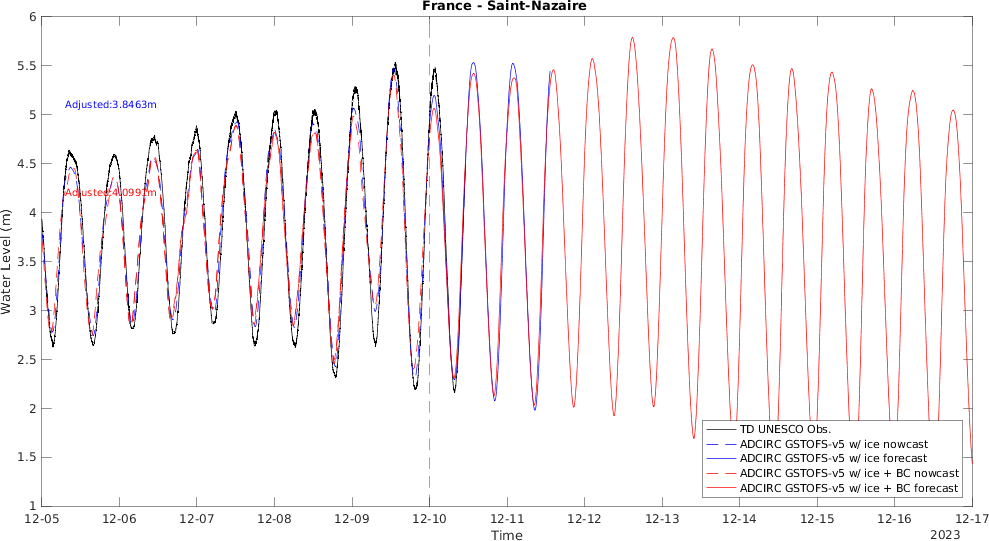 France - Saint-Nazaire
6
5.5
5
4.5
4
3.5
3
2.5
2
1.5
1
Water Level (m)
Adjusted:3.8463m
Adjusted:4.0991m
TD UNESCO Obs.
ADCIRC GSTOFS-v5 w/ ice nowcast
ADCIRC GSTOFS-v5 w/ ice forecast
ADCIRC GSTOFS-v5 w/ ice + BC nowcast
ADCIRC GSTOFS-v5 w/ ice + BC forecast
12-05 12-06 12-07 12-08 12-09 12-10 12-11 12-12 12-13 12-14 12-15 12-16 12-17
Time
2023